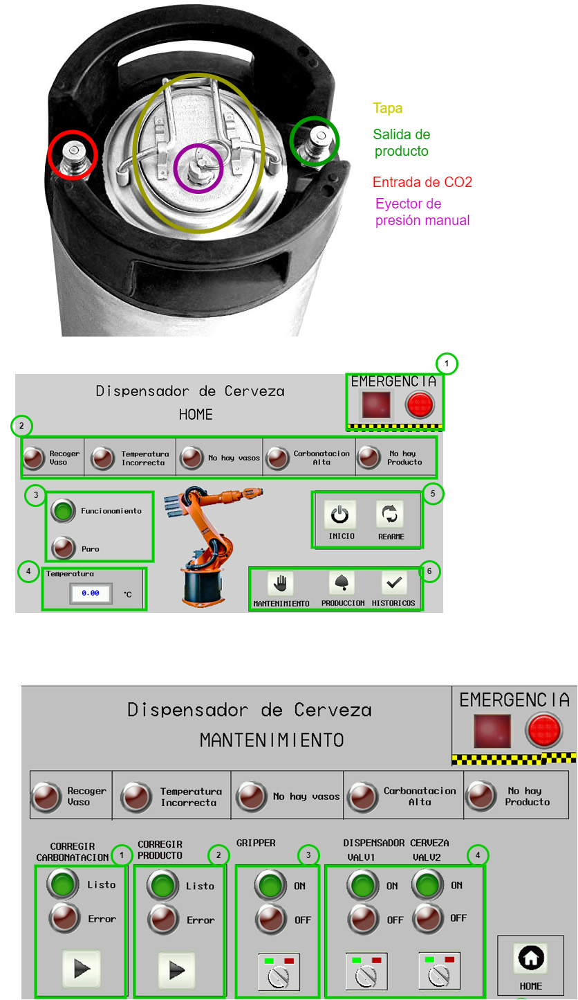 Tapa
Salida de
producto
Entrada de CO2
Eyector de
presión manual
1
EMERGENCIA
Dispensador de Cerveza
HOME
2
Recoger
Vaso
Temperatura
Incorrecta
No hay vasos
Carbonatacion
Alta
No hay
Producto
3
Funcionamiento
Paro
5
INICIO
REARME
4
Temperatura
0.00
°C
6
MANTENIMIENTO
PRODUCCION
HISTORICOS
EMERGENCIA
Dispensador de Cerveza
MANTENIMIENTO
Recoger
Vaso
Temperatura
Incorrecta
No hay vasos
Carbonatacion
Alta
No hay
Producto
CORREGIR
CARBONATACION
1
Listo
Error
CORREGIR
PRODUCTO
2
Listo
Error
GRIPPER
3
ON
OFF
DISPENSADOR CERVEZA
VALV1
VALV2
4
ON
OFF
ON
OFF
HOME